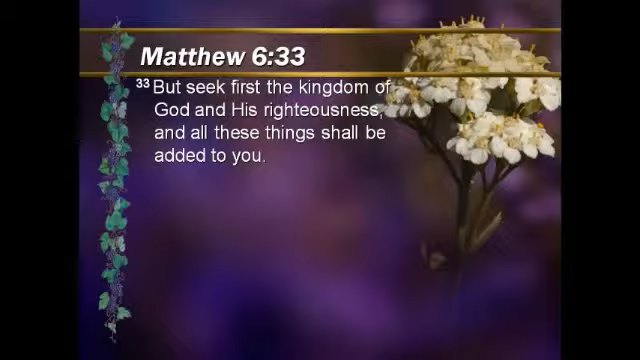 Matthew 6:33
33 But seek first the kingdom of
God and His righteousness,
and all these things shall be
added to you.